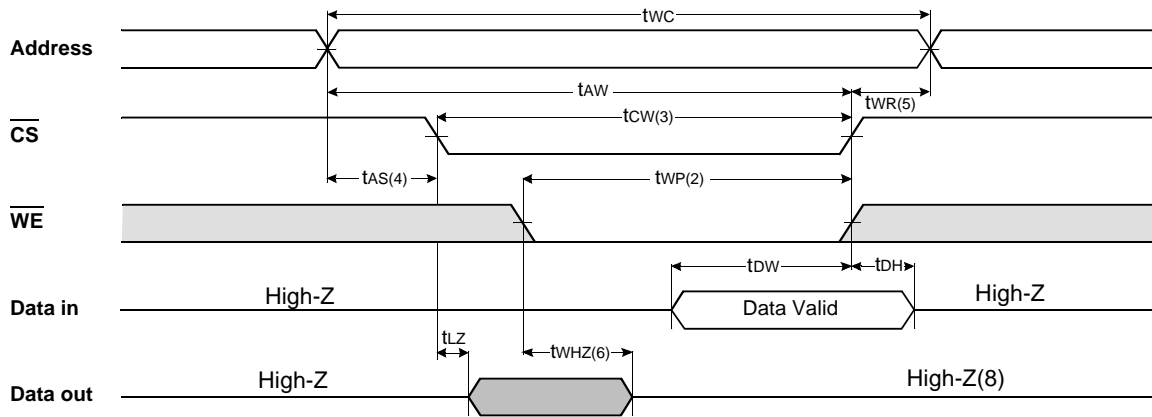 tWC
Address
tAW
tWR(5)
tCW(3)
CS
tAS(4)
tWP(2)
WE
tDW
tDH
High-Z
Data in
Data Valid
High-Z
tLZ
tWHZ(6)
High-Z
High-Z(8)
Data out